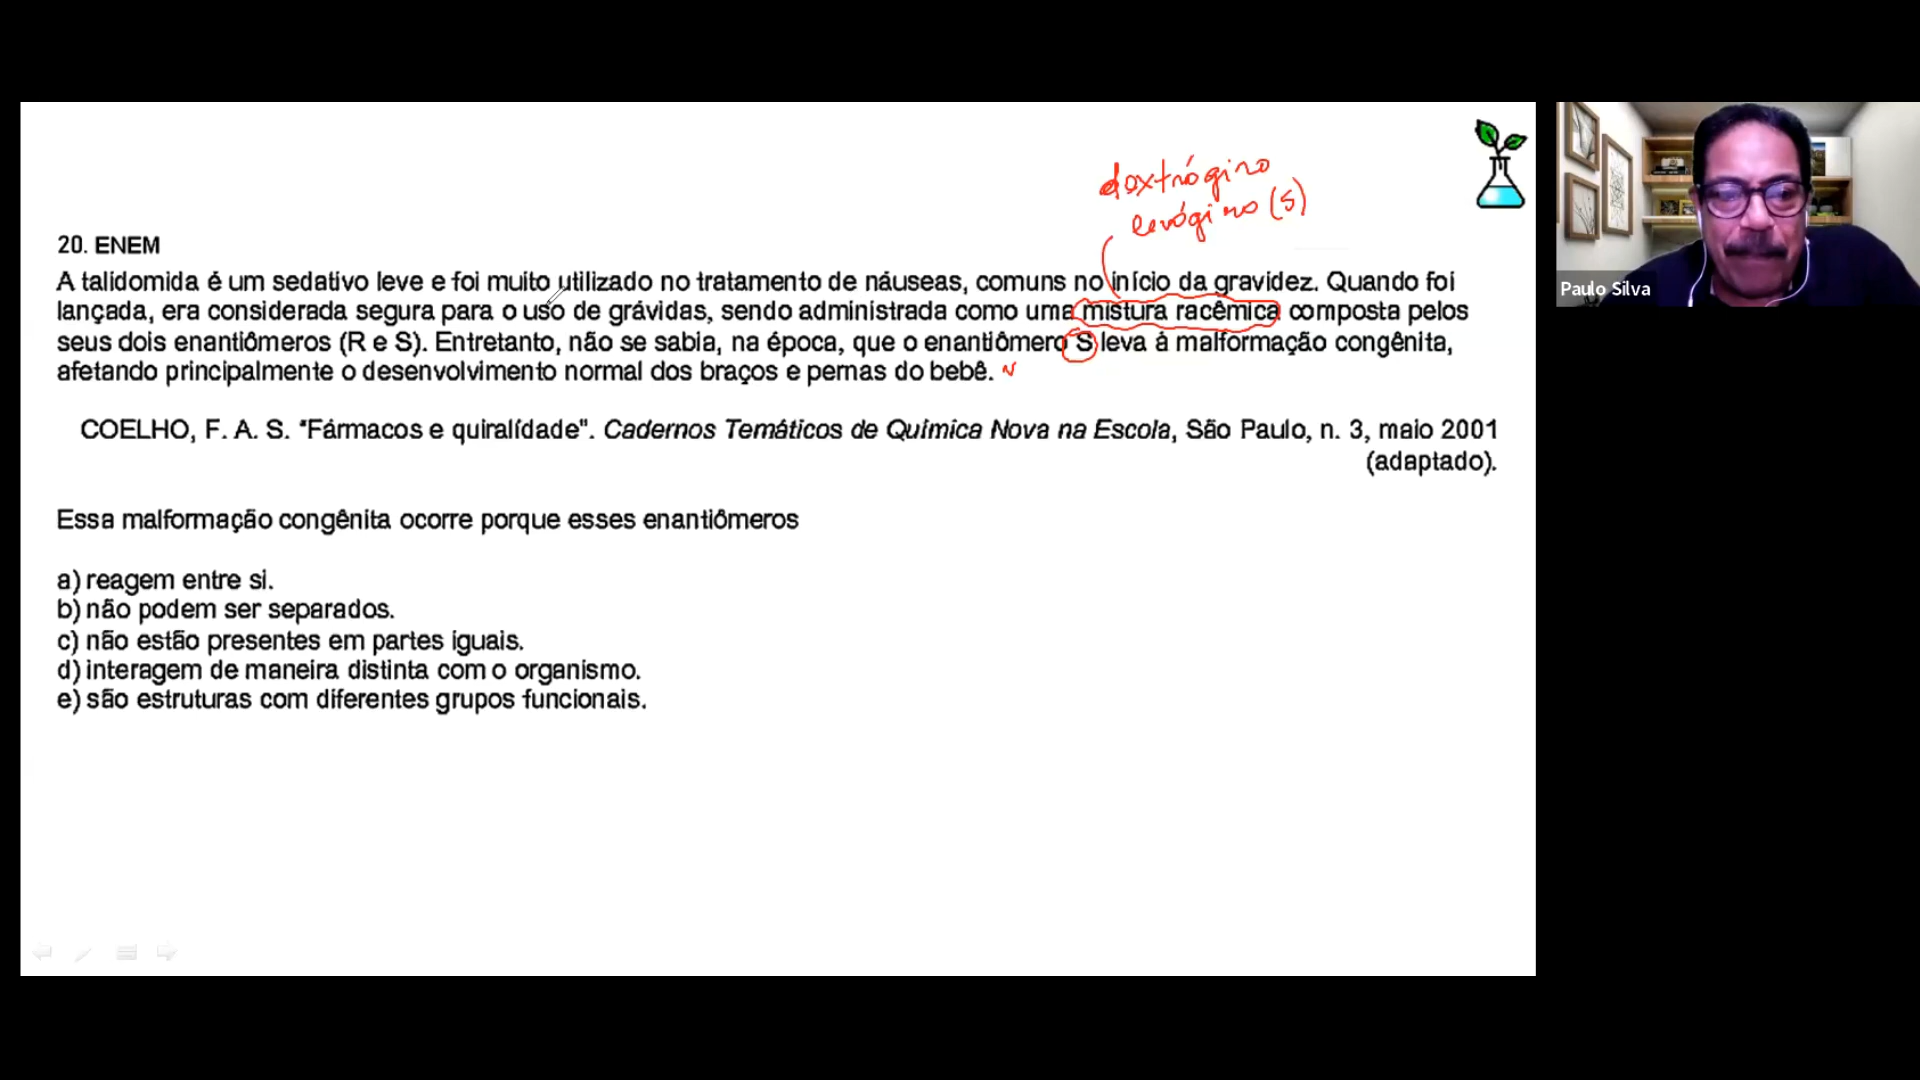 doxtrógiro
levógiro (S)
20. ENEM
A talidomida é um sedativo leve e foi muito utilizado no tratamento de náuseas, comuns no início da gravidez. Quando foi
lançada, era considerada segura para o uso de grávidas, sendo administrada como uma mistura racêmica composta pelos
seus dois enantiômeros (R e S). Entretanto, não se sabia, na época, que o enantiômero S leva à malformação congênita,
afetando principalmente o desenvolvimento normal dos braços e pernas do bebê.
COELHO, F. A. S. "Fármacos e quiralidade". Cadernos Temáticos de Química Nova na Escola, São Paulo, n. 3, maio 2001
(adaptado).
Essa malformação congênita ocorre porque esses enantiômeros
a) reagem entre si.
b) não podem ser separados.
c) não estão presentes em partes iguais.
d) interagem de maneira distinta com o organismo.
e) são estruturas com diferentes grupos funcionais.
Paulo Silva